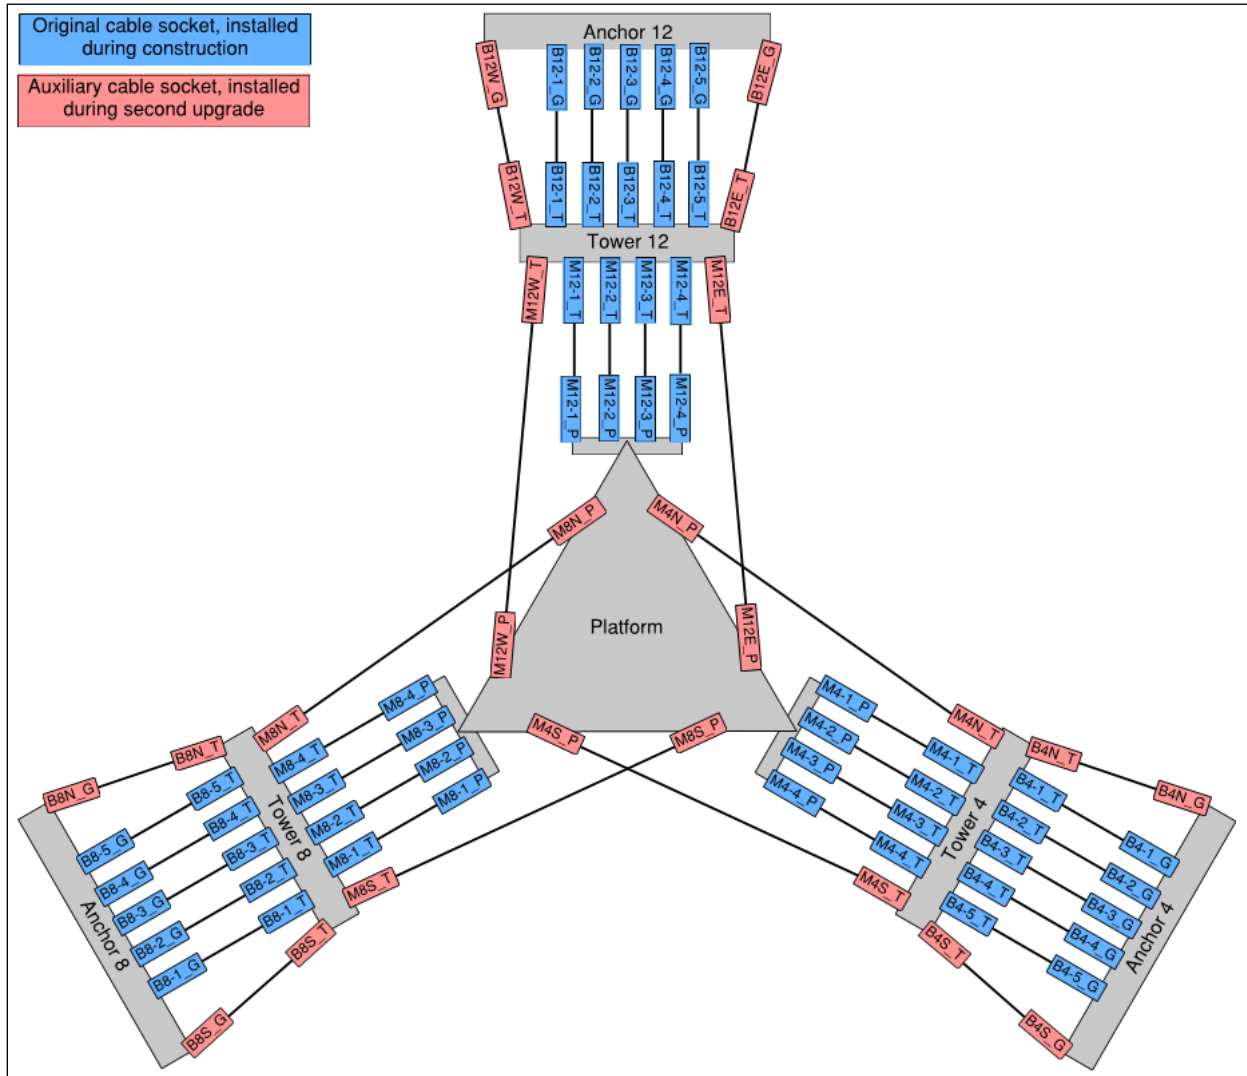 Original cable socket, installed
during construction
Auxiliary cable socket, installed
during second upgrade
Anchor 12
B12W_G
B12-1_G
B12-2_G
B12-3_G
B12-4_G
B12-5_G
B12E_G
B12W_T
B12-1_T
B12-2_T
B12-3_T
B12-4_T
B12-5_T
B12E_T
Tower 12
M12W_T
M12-1_T
M12-2_T
M12-3_T
M12-4_T
M12E_T
M12-1_P
M12-2_P
M12-3_P
M12-4_P
M8N_P
M4N_P
Platform
M12W_P
M12E_P
M4S_P
M8S_P
M8-4_P
M8-3_P
M8-2_P
M8-1_P
M8N_T
M8-4_T
M8-3_T
M8-2_T
M8-1_T
M8S_T
Tower 8
B8N_T
B8-5_T
B8-4_T
B8-3_T
B8-2_T
B8-1_T
B8S_T
B8N_G
B8-5_G
B8-4_G
B8-3_G
B8-2_G
B8-1_G
B8S_G
Anchor 8
M4-1_P
M4-2_P
M4-3_P
M4-4_P
M4N_T
M4-1_T
M4-2_T
M4-3_T
M4-4_T
M4S_T
Tower 4
B4N_T
B4-1_T
B4-2_T
B4-3_T
B4-4_T
B4-5_T
B4S_T
B4N_G
B4-1_G
B4-2_G
B4-3_G
B4-4_G
B4-5_G
B4S_G
Anchor 4